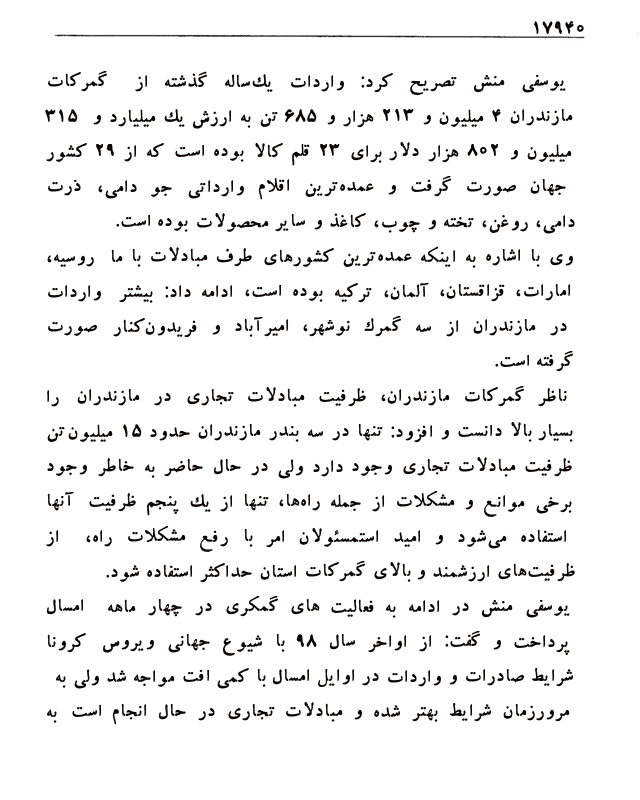 ۱۷۹۴۰
یوسفی منش تصریح کرد: واردات یك‌ساله گذشته از گمرکات
مازندران ۴ میلیون و ۲۱۳ هزار و ۶۸۵ تن به ارزش یك میلیارد و ۳۱۵
میلیون و ۸۰۲ هزار دلار برای ۲۳ قلم کالا بوده است که از ۲۹ کشور
جهان صورت گرفت و عمده‌ترین اقلام وارداتی جو دامی، ذرت
دامی، روغن، تخته و چوب، کاغذ و سایر محصولات بوده است.
وی با اشاره به اینکه عمده‌ترین کشورهای طرف مبادلات با ما روسیه،
امارات، قزاقستان، آلمان، ترکیه بوده است، ادامه داد: بیشتر واردات
در مازندران از سه گمرك نوشهر، امیرآباد و فریدون‌کنار صورت
گرفته است.
ناظر گمرکات مازندران، ظرفیت مبادلات تجاری در مازندران را
بسیار بالا دانست و افزود: تنها در سه بندر مازندران حدود ۱۵ میلیون تن
ظرفیت مبادلات تجاری وجود دارد ولی در حال حاضر به خاطر وجود
برخی موانع و مشکلات از جمله راه‌ها، تنها از یك پنجم ظرفیت آنها
استفاده می‌شود و امید استمسئولان امر با رفع مشکلات راه، از
ظرفیت‌های ارزشمند و بالای گمرکات استان حداکثر استفاده شود.
یوسفی منش در ادامه به فعالیت های گمکری در چهار ماهه امسال
پرداخت و گفت: از اواخر سال ۹۸ با شیوع جهانی ویروس کرونا
شرایط صادرات و واردات در اوایل امسال با کمی افت مواجه شد ولی به
مرورزمان شرایط بهتر شده و مبادلات تجاری در حال انجام است به